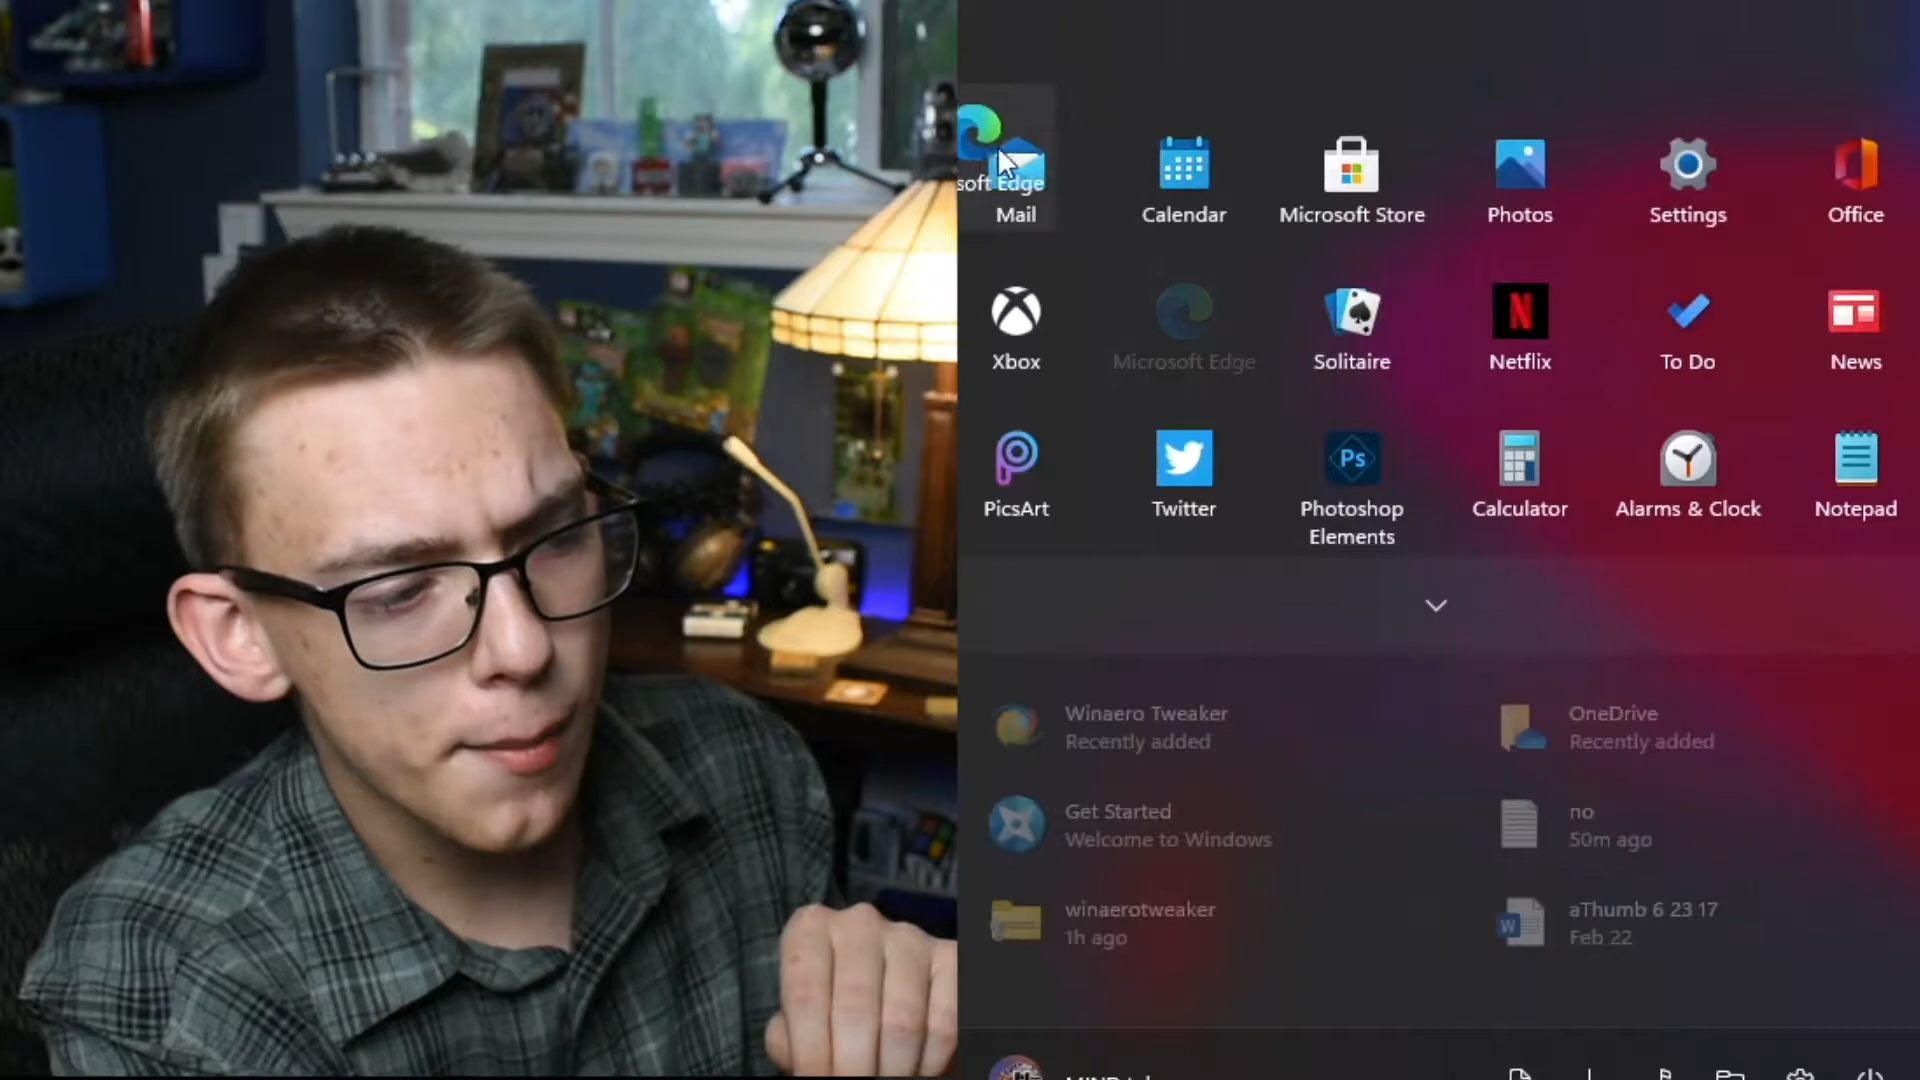 soft Edge
Mail
Calendar
Microsoft Store
Photos
Settings
Office
Xbox
Microsoft Edge
Solitaire
Netflix
To Do
News
PicsArt
Twitter
Ps
Photoshop
Elements
Calculator
Alarms & Clock
Notepad
Winaero Tweaker
Recently added
OneDrive
Recently added
Get Started
Welcome to Windows
no
50m ago
winaerotweaker
1h ago
W
aThumb 6 23 17
Feb 22